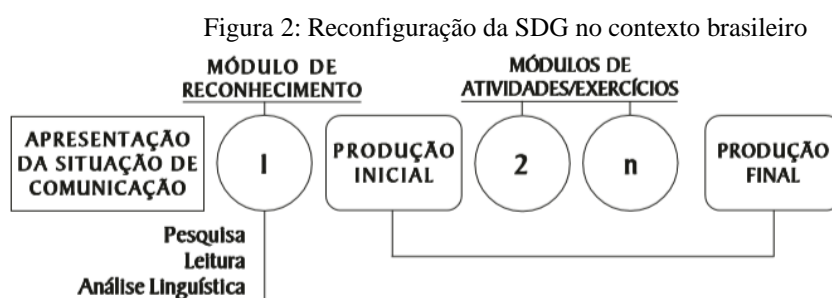 Figura 2: Reconfiguração da SDG no contexto brasileiro
MÓDULO DE
RECONHECIMENTO
MÓDULOS DE
ATIVIDADES/EXERCÍCIOS
APRESENTAÇÃO
DA SITUAÇÃO DE
COMUNICAÇÃO
1
PRODUÇÃO
INICIAL
2
n
PRODUÇÃO
FINAL
Pesquisa
Leitura
Análise Linguística